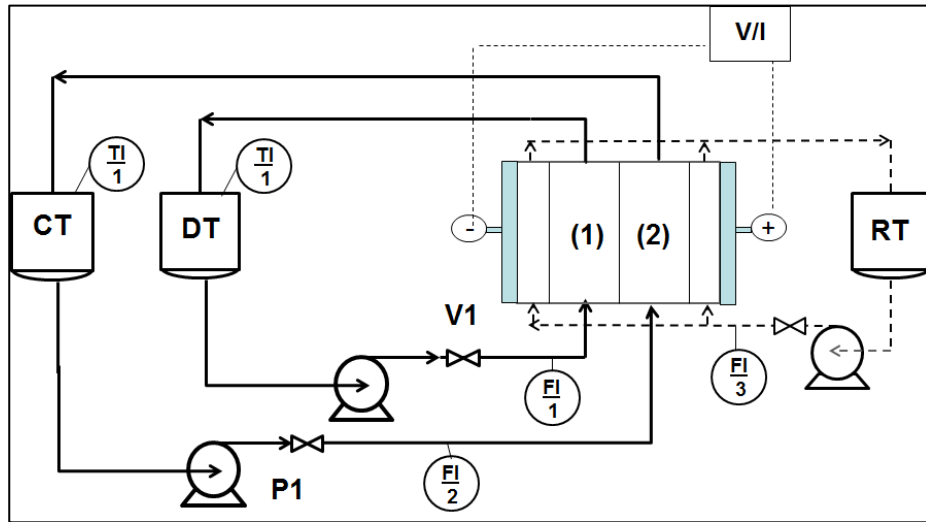 V/I
TI
1
TI
1
CT
DT
-
(1)
(2)
+
RT
V1
FI
1
FI
3
FI
2
P1